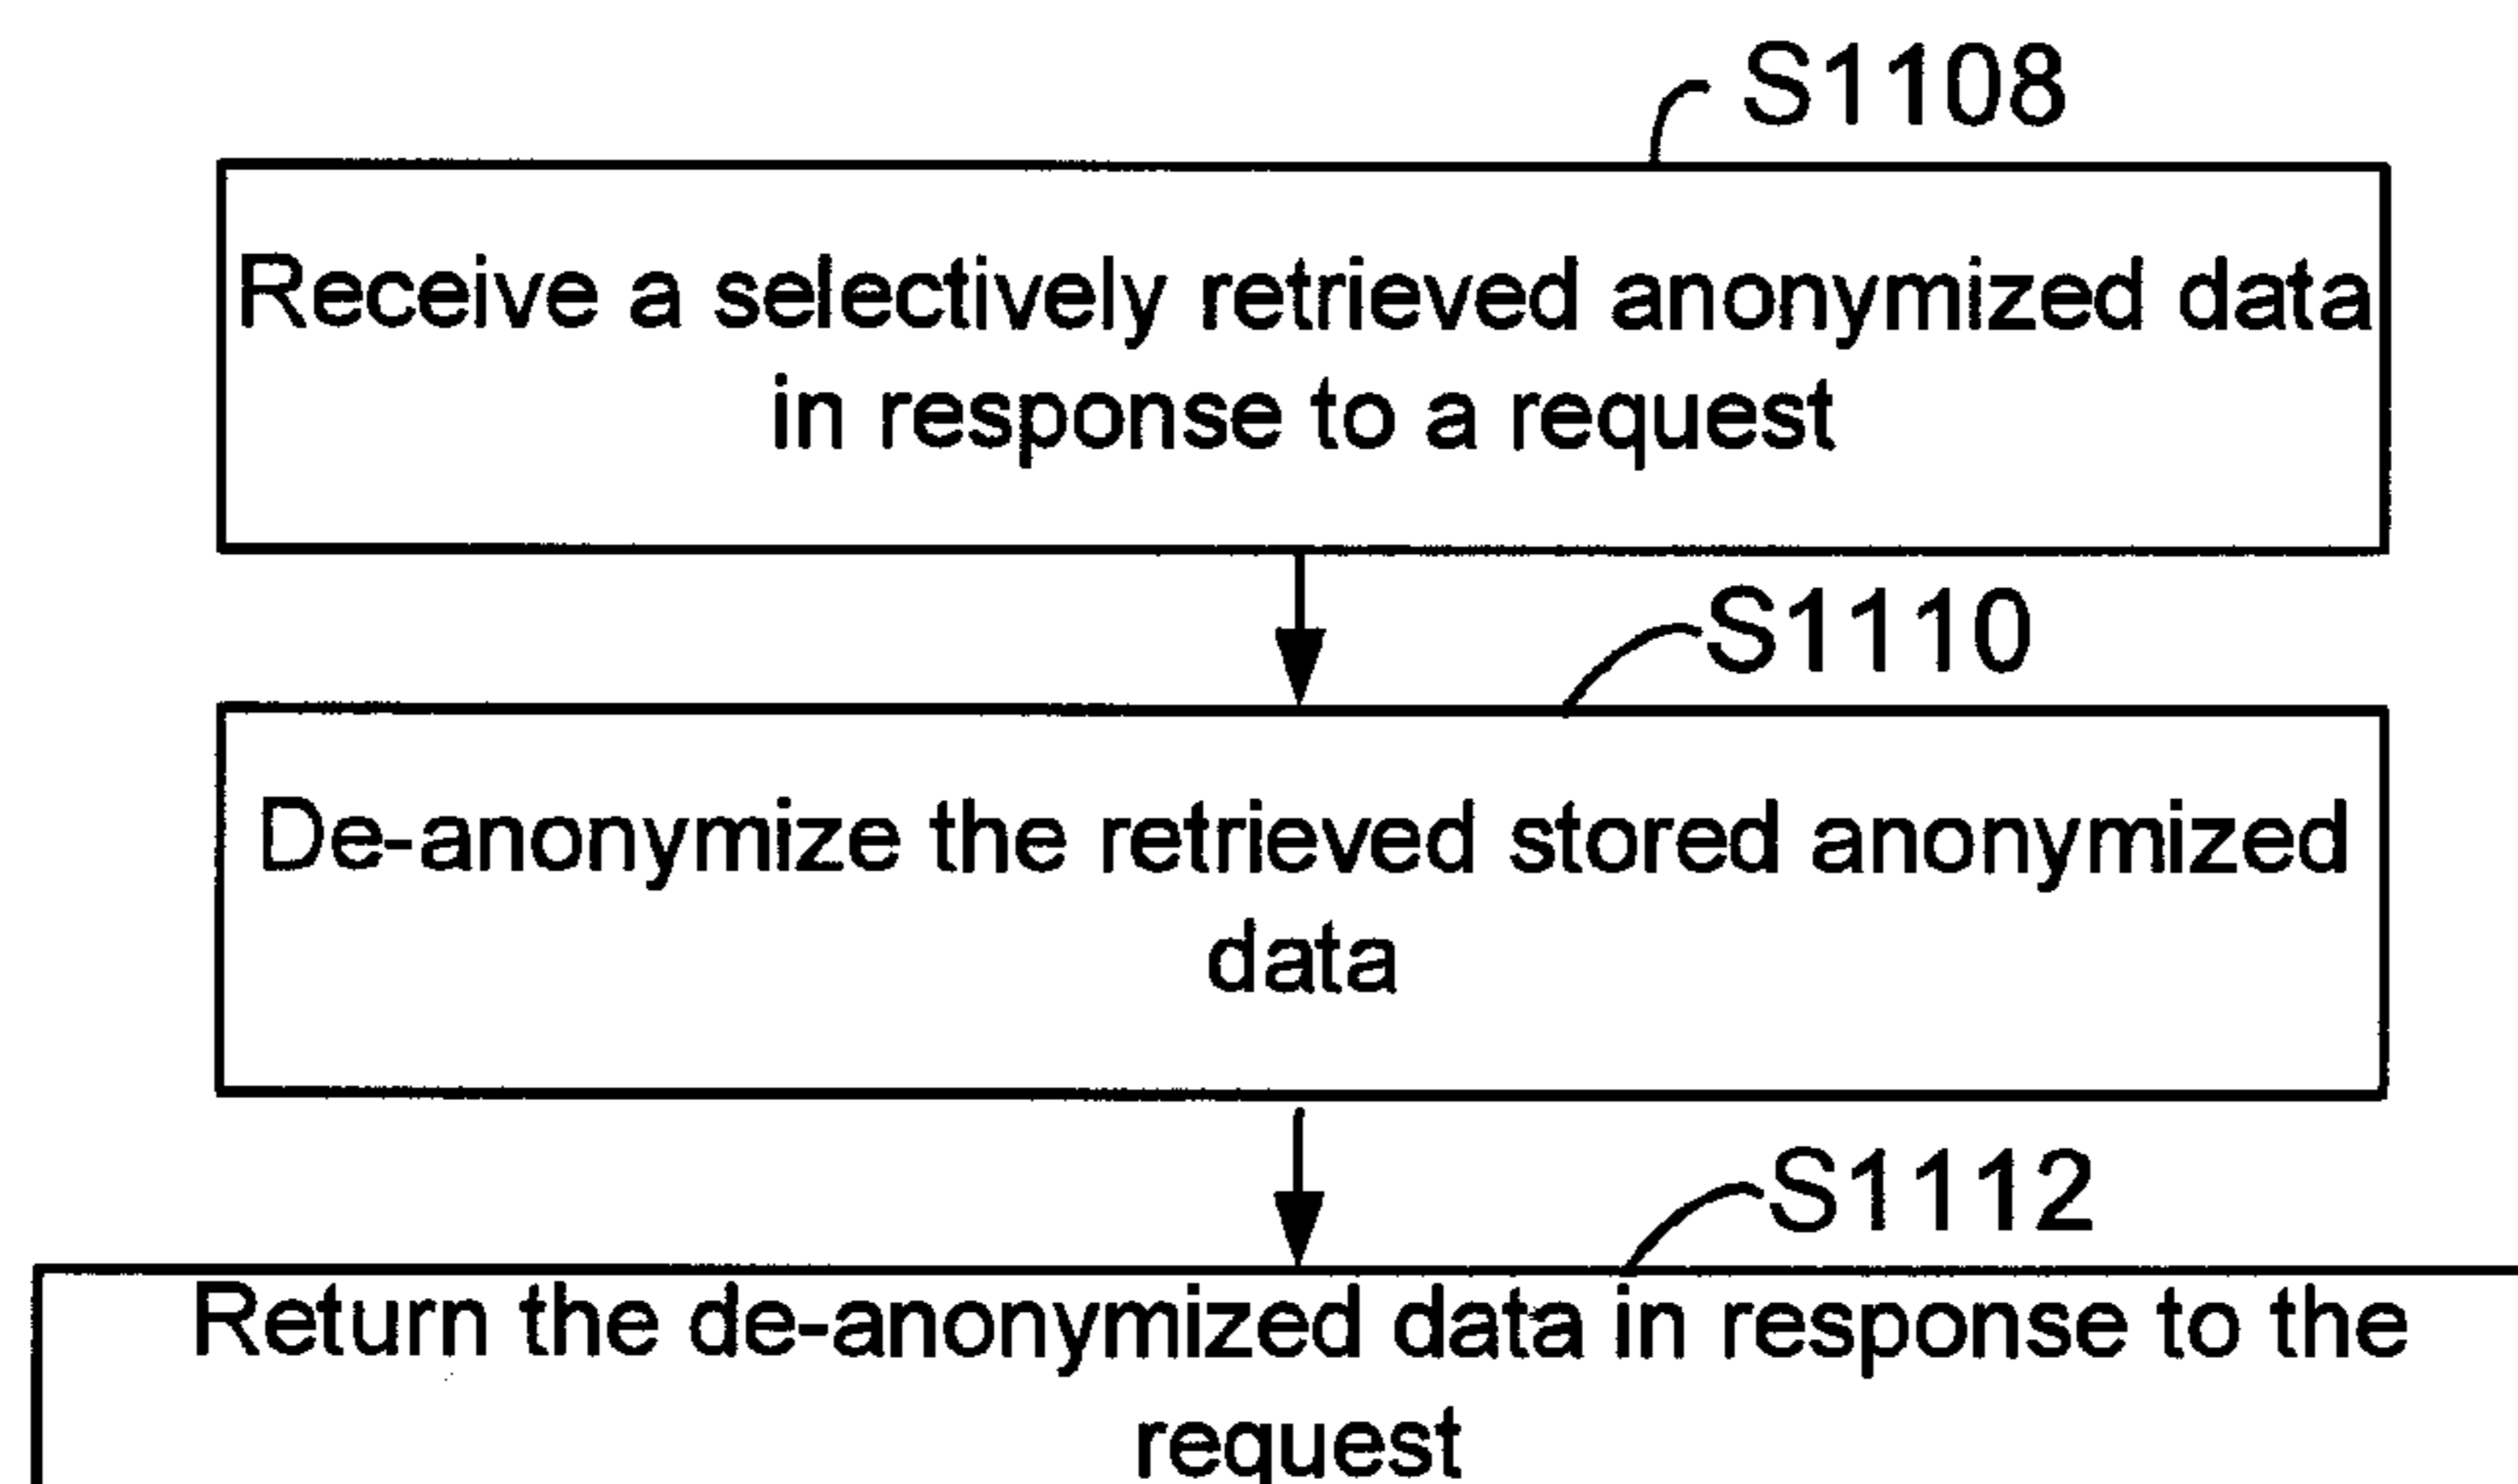 S1108
Receive a selectively retrieved anonymized data
in response to a request
S1110
De-anonymize the retrieved stored anonymized
data
S1112
Return the de-anonymized data in response to the
request